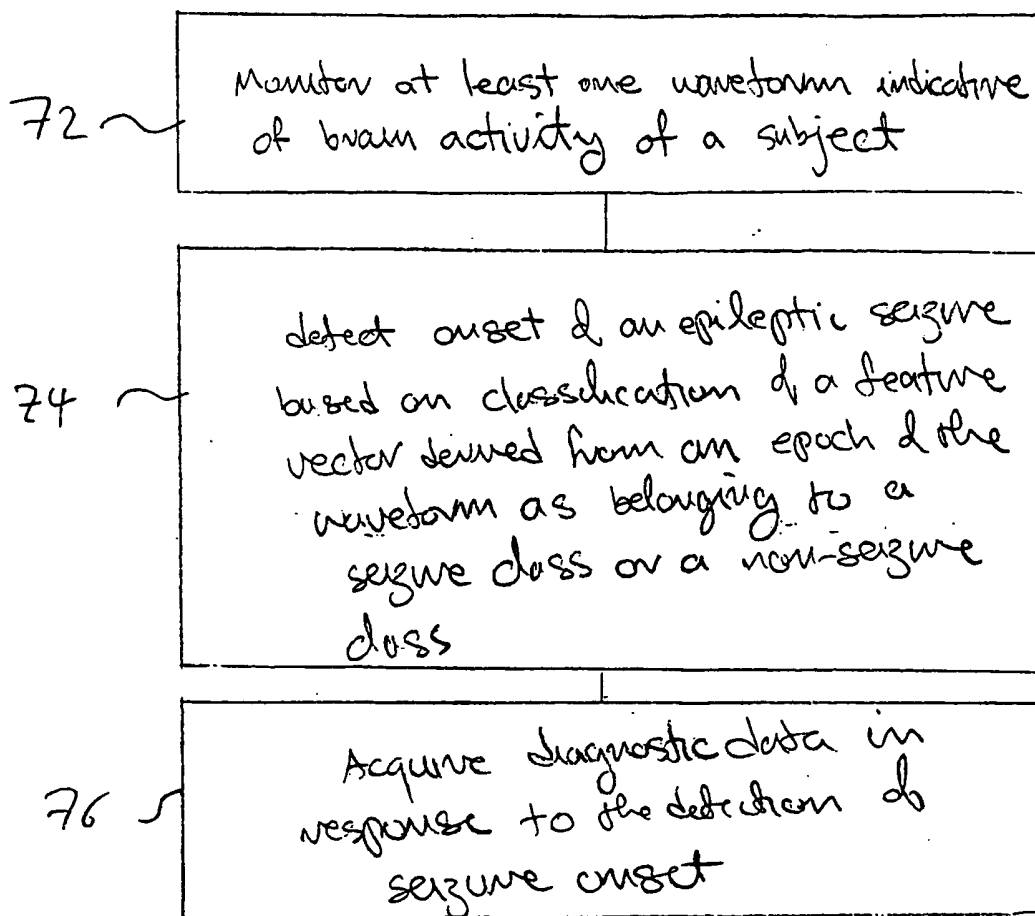 72
Monitor at least one waveform indicative
of brain activity of a subject
74
detect onset of an epileptic seizure
based on classification of a feature
vector derived from an epoch of the
waveform as belonging to a
seizure class or a non-seizure
class
76
Acquire diagnostic data in
response to the detection of
seizure onset